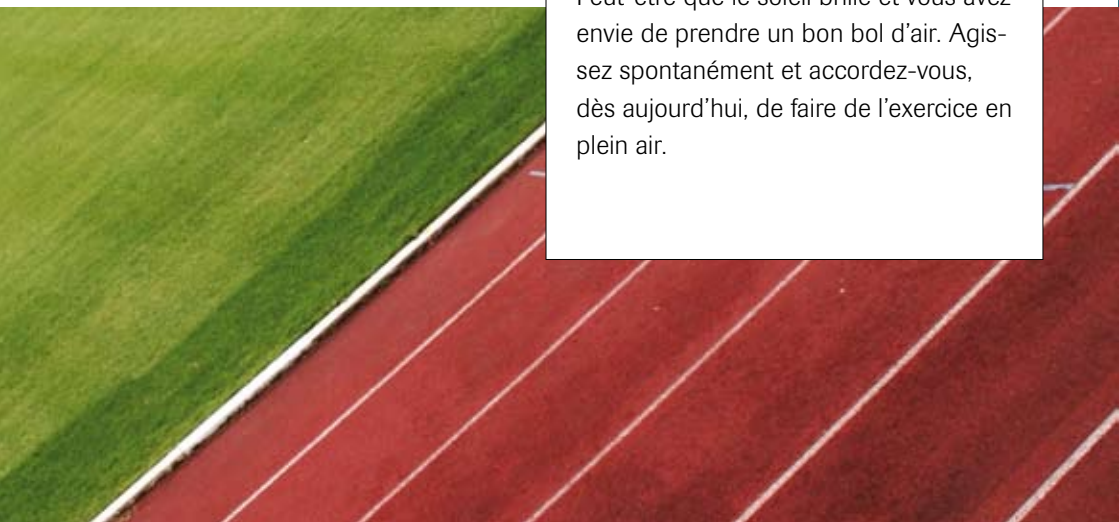 Peut-être que le soleil brille et vous avez
envie de prendre un bon bol d'air. Agis-
sez spontanément et accordez-vous,
dès aujourd'hui, de faire de l'exercice en
plein air.